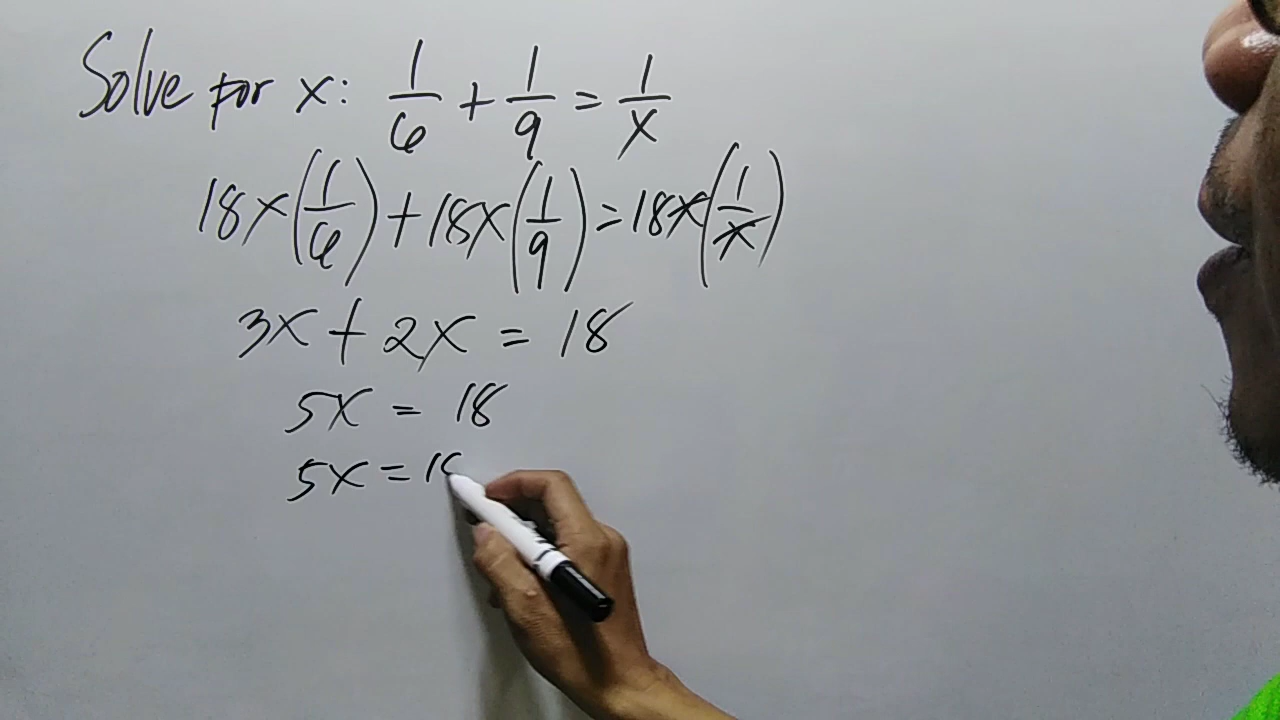 Solve for x: 1/6 + 1/9 = 1/x
18x(1/6) + 18x(1/9) = 18x(1/x)
3x + 2x = 18
5x = 18
5x = 1